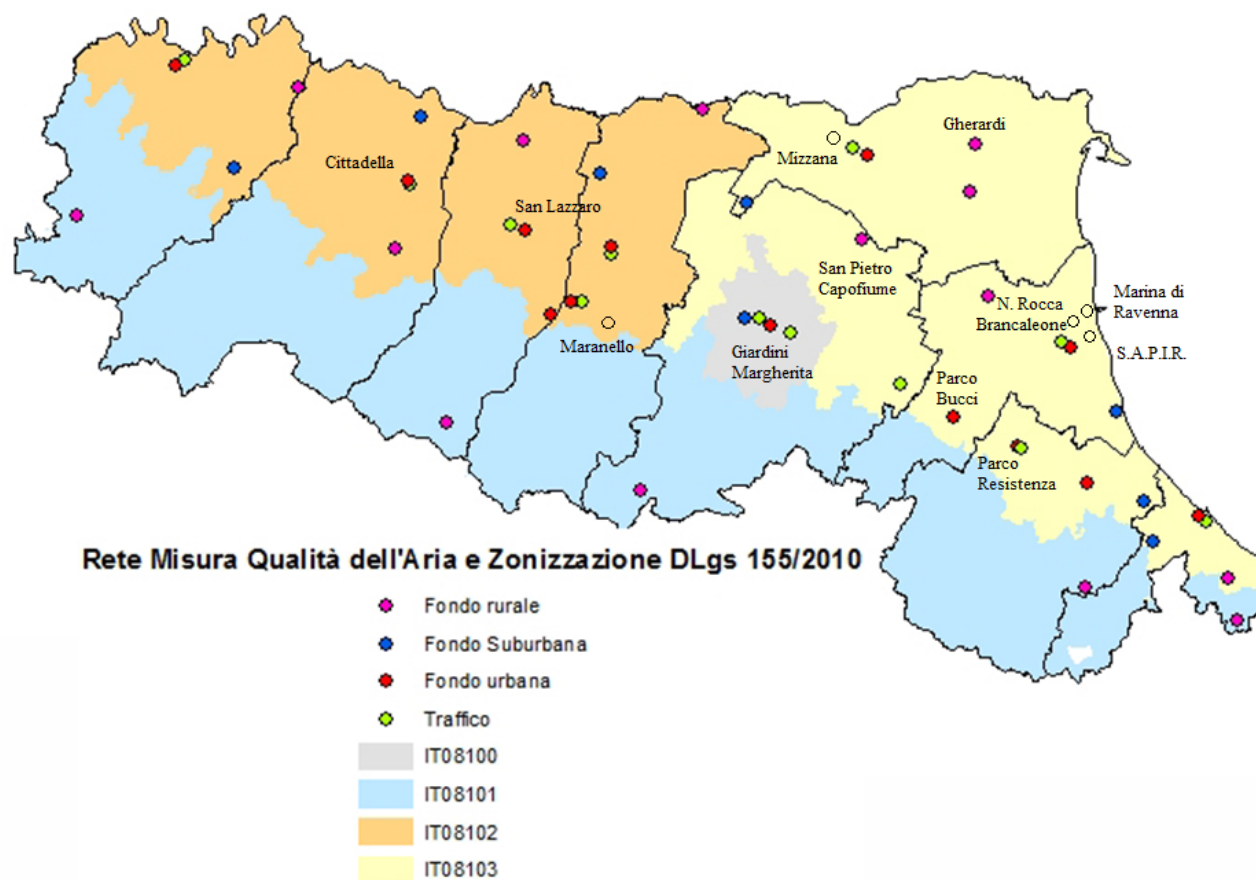 Gherardi
Mizzana
Cittadella
San Lazzaro
San Pietro
Capofiume
Marina di
Ravenna
N. Rocca
Brancaleone
S.A.P.I.R.
Maranello
Giardini
Margherita
Parco
Bucci
Parco
Resistenza
Rete Misura Qualità dell'Aria e Zonizzazione DLgs 155/2010
Fondo rurale
Fondo Suburbana
Fondo urbana
Traffico
IT08100
IT08101
IT08102
IT08103